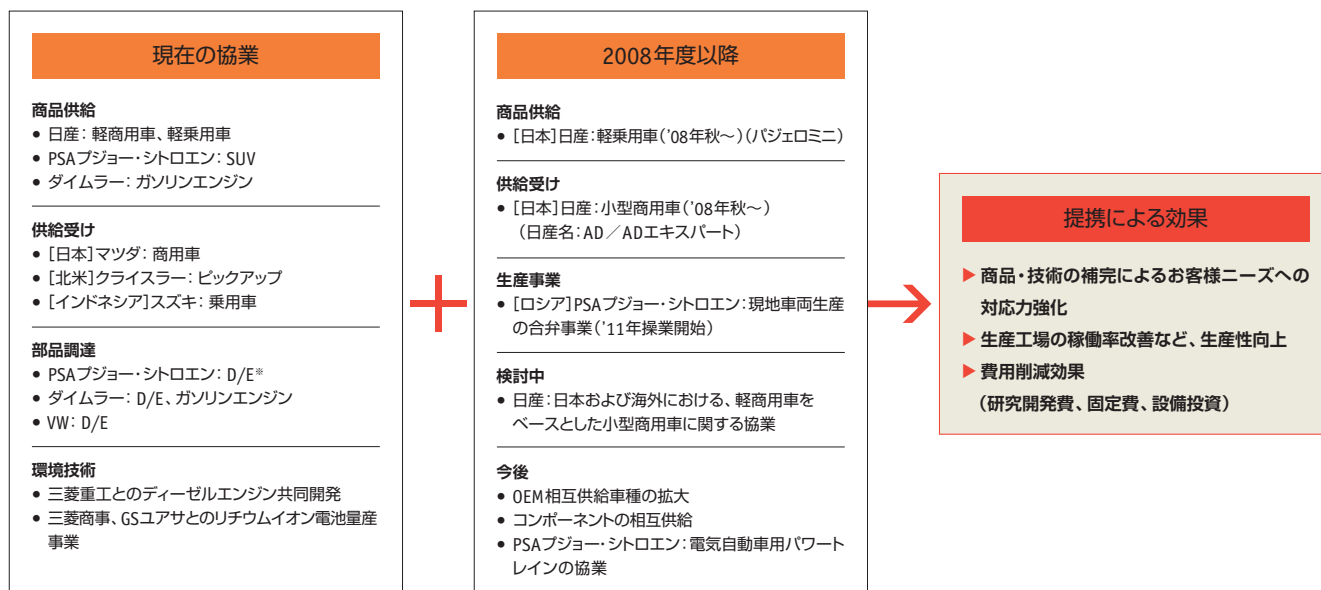 現在の協業
商品供給
• 日産：軽商用車、軽乗用車
• PSAプジョー・シトロエン：SUV
• ダイムラー：ガソリンエンジン
供給受け
• [日本]マツダ：商用車
• [北米]クライスラー：ピックアップ
• [インドネシア]スズキ：乗用車
部品調達
• PSAプジョー・シトロエン：D/E※
• ダイムラー：D/E、ガソリンエンジン
• VW：D/E
環境技術
• 三菱重工とのディーゼルエンジン共同開発
• 三菱商事、GSユアサとのリチウムイオン電池量産
事業
2008年度以降
商品供給
• [日本]日産：軽乗用車（'08年秋～）（パジェロミニ）
供給受け
• [日本]日産：小型商用車（'08年秋～）
（日産名：AD／ADエキスパート）
生産事業
• [ロシア]PSAプジョー・シトロエン：現地車両生産
の合弁事業（'11年操業開始）
検討中
• 日産：日本および海外における、軽商用車を
ベースとした小型商用車に関する協業
今後
• OEM相互供給車種の拡大
• コンポーネントの相互供給
• PSAプジョー・シトロエン：電気自動車用パワート
レインの協業
提携による効果
▶ 商品・技術の補完によるお客様ニーズへの
対応力強化
▶ 生産工場の稼働率改善など、生産性向上
▶ 費用削減効果
（研究開発費、固定費、設備投資）